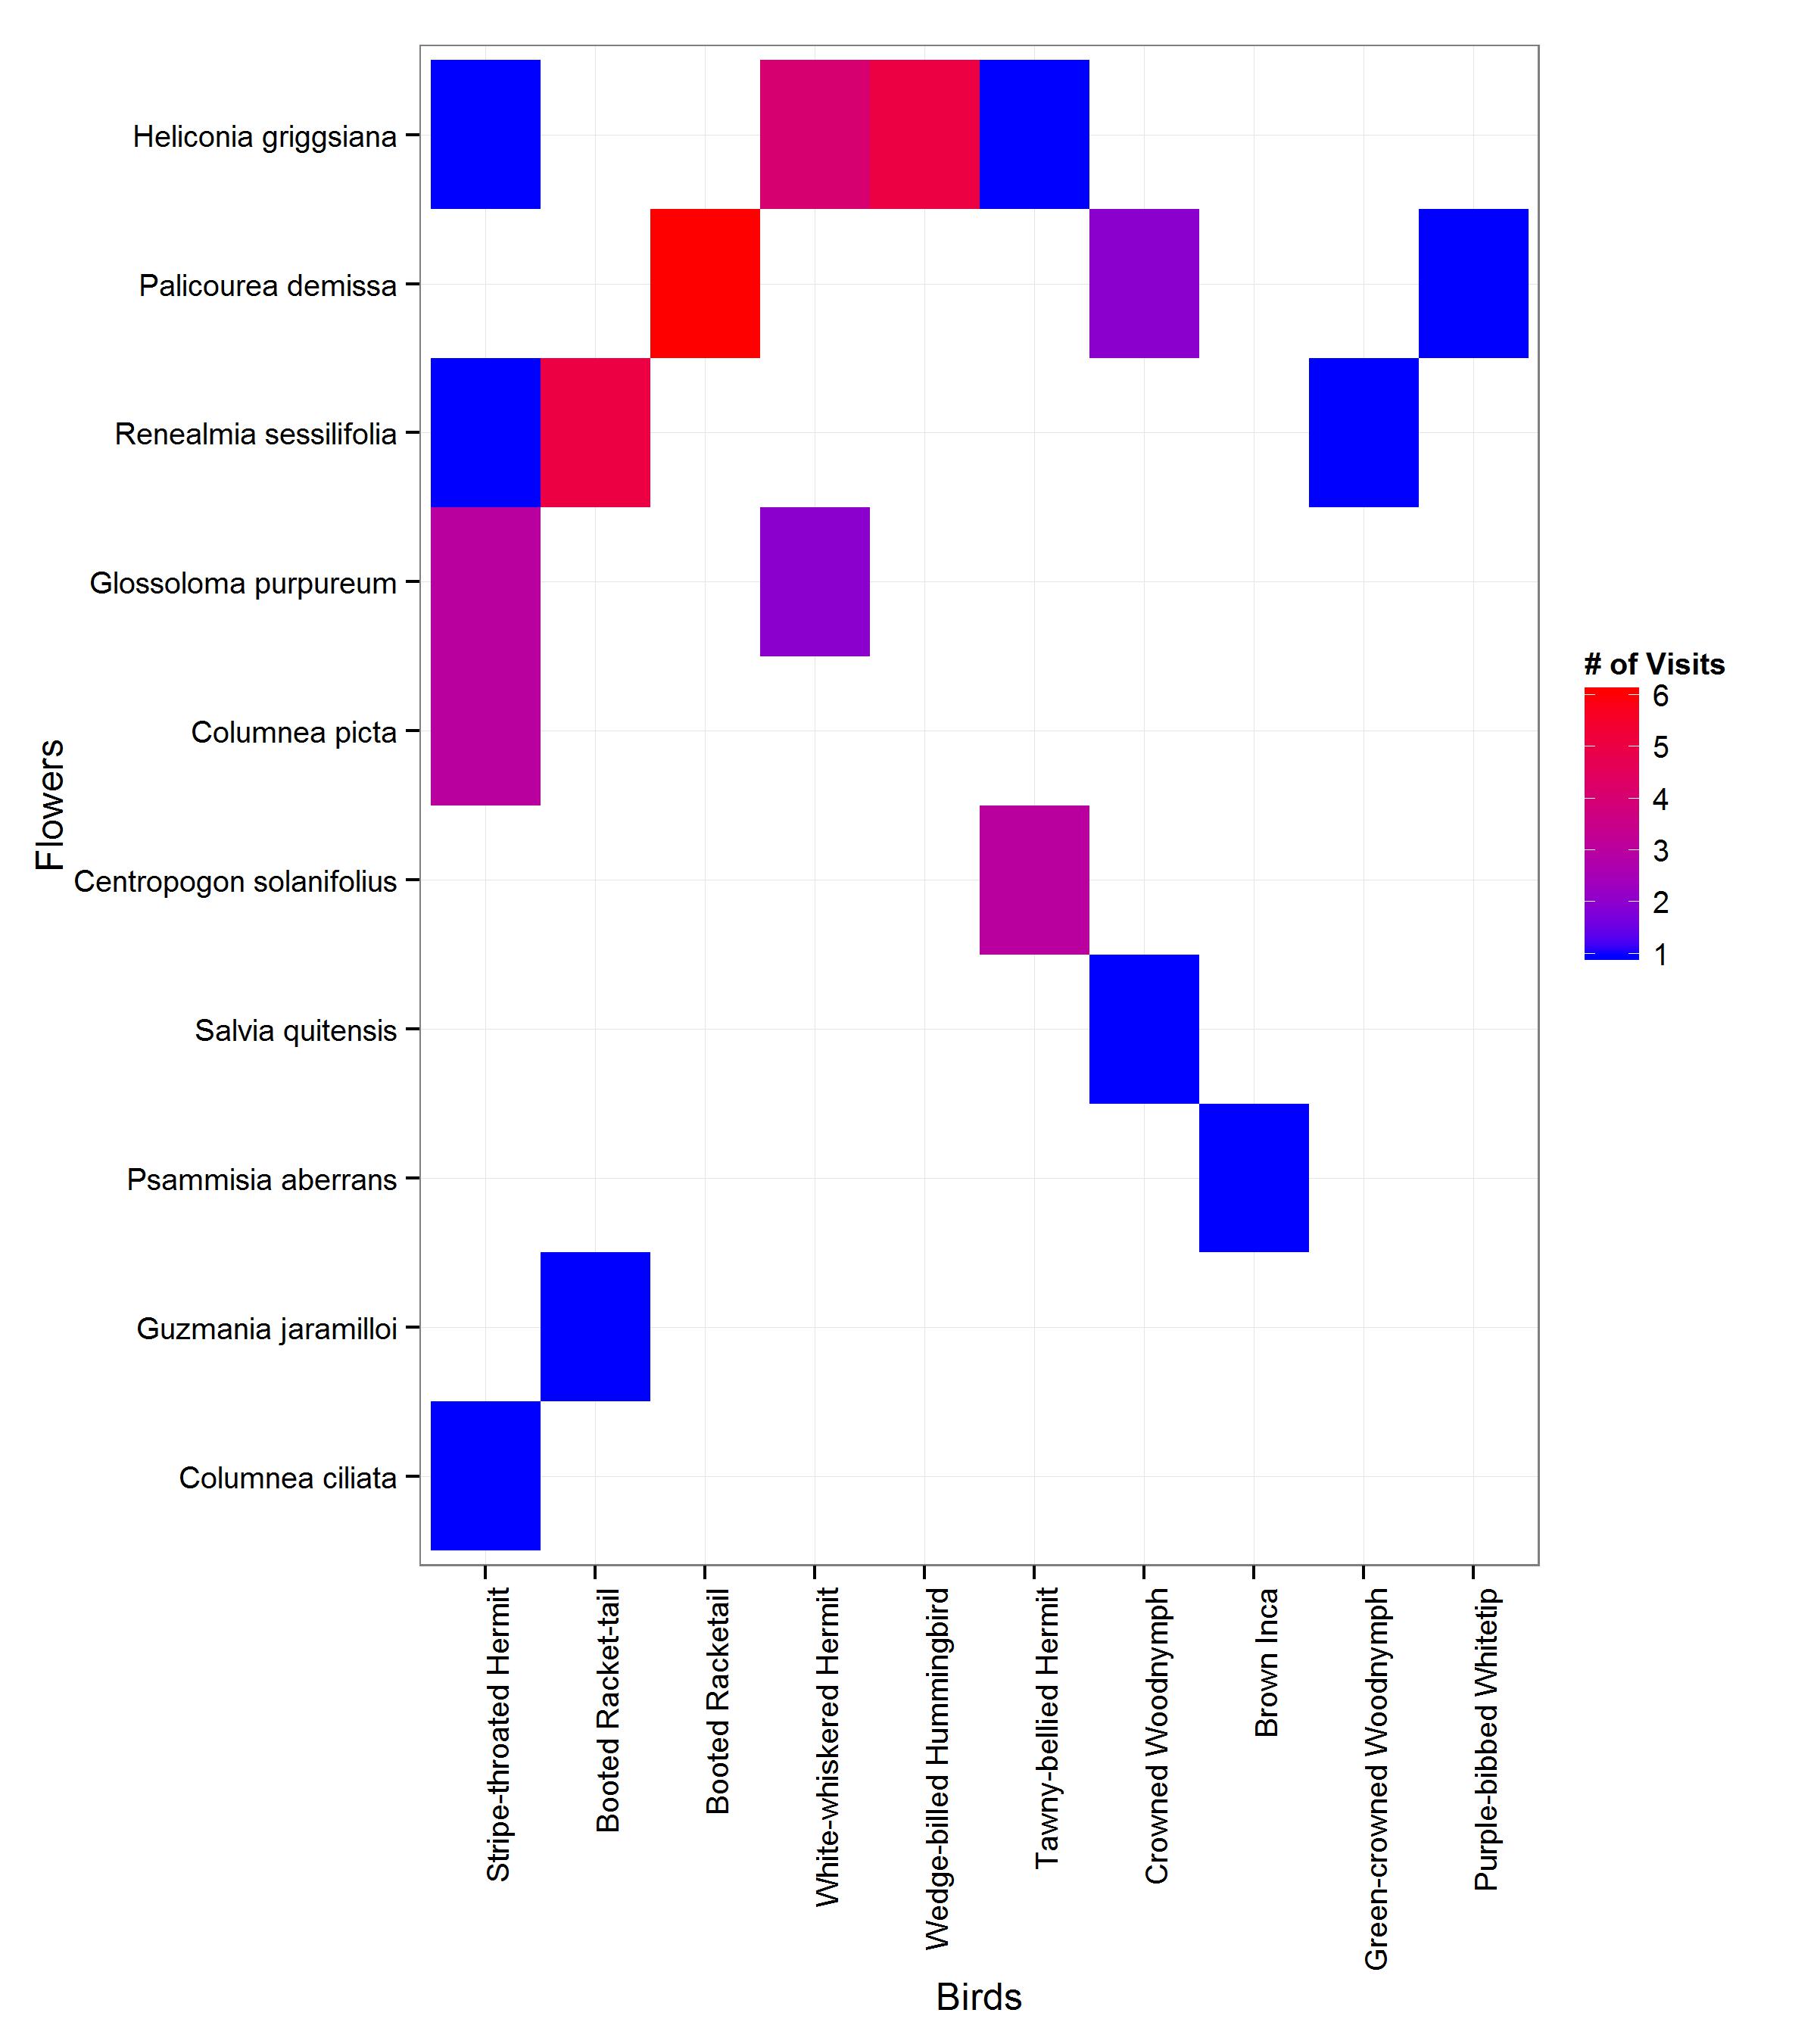 Heliconia griggsiana
Palicourea demissa
Renealmia sessilifolia
Glossoloma purpureum
Columnea picta
Centropogon solanifolius
Salvia quitensis
Psammisia aberrans
Guzmania jaramilloi
Columnea ciliata
Flowers
# of Visits
6
5
4
3
2
1
Stripe-throated Hermit
Booted Racket-tail
Booted Racketail
White-whiskered Hermit
Wedge-billed Hummingbird
Tawny-bellied Hermit
Crowned Woodnymph
Brown Inca
Green-crowned Woodnymph
Purple-bibbed Whitetip
Birds